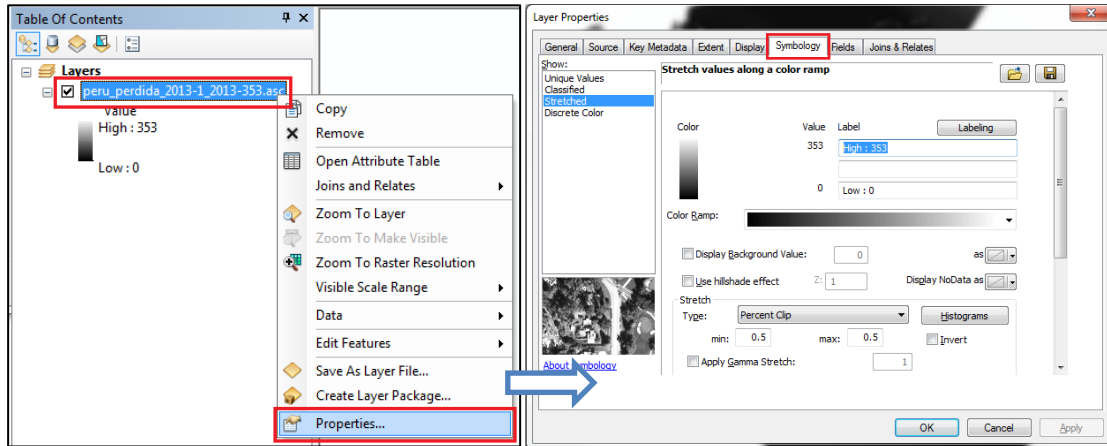 Table Of Contents
Layers
peru_perdida_2013-1_2013-353.asc
Value
High : 353
Low : 0
Copy
Remove
Open Attribute Table
Joins and Relates
Zoom To Layer
Zoom To Make Visible
Zoom To Raster Resolution
Visible Scale Range
Data
Edit Features
Save As Layer File...
Create Layer Package...
Properties...
Layer Properties
General Source Key Metadata Extent Display Symbology Fields Joins & Relates
Show:
Unique Values
Classified
Stretched
Discrete Color
About symbology
Stretch values along a color ramp
Color Value Label Labeling
353 High : 353
0 Low : 0
Color Ramp:
Display Background Value: 0 as
Use hillshade effect Z: 1 Display NoData as
Stretch
Type: Percent Clip Histograms
min: 0.5 max: 0.5 Invert
Apply Gamma Stretch: 1
OK Cancel Apply